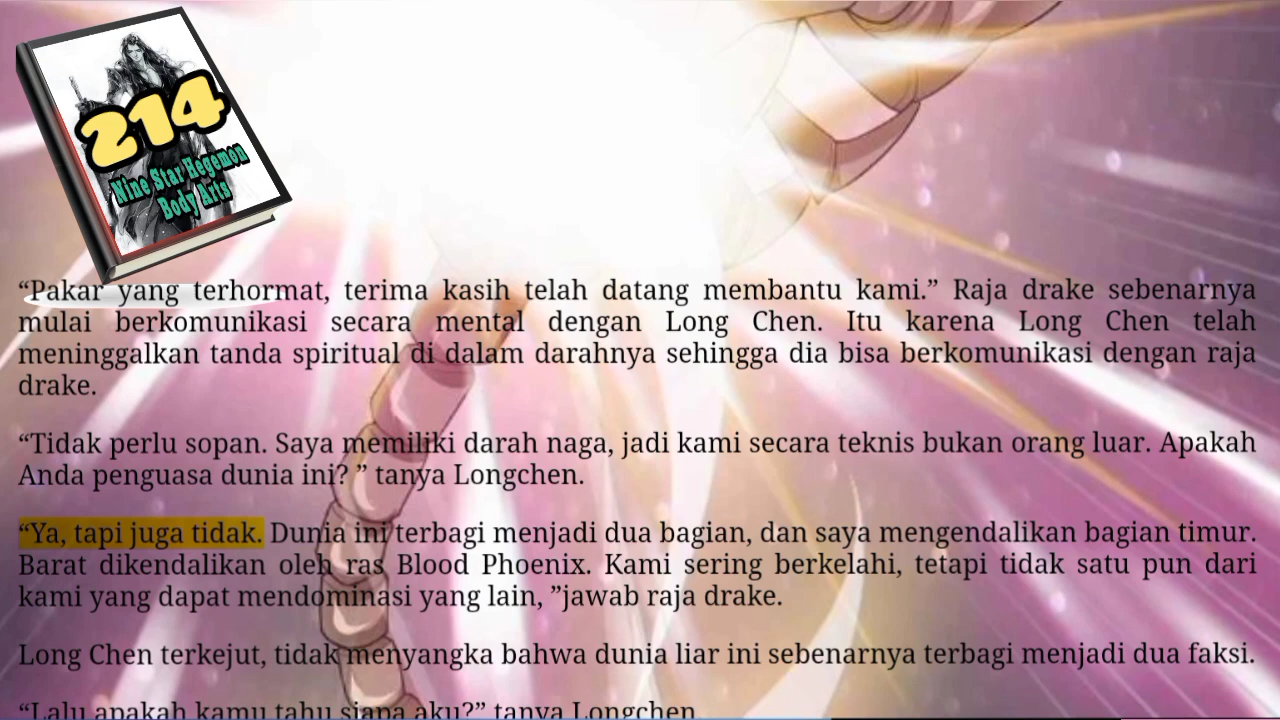 214
Nine Star Hegemon
Body Arts
“Pakar yang terhormat, terima kasih telah datang membantu kami.” Raja drake sebenarnya
mulai berkomunikasi secara mental dengan Long Chen. Itu karena Long Chen telah
meninggalkan tanda spiritual di dalam darahnya sehingga dia bisa berkomunikasi dengan raja
drake.
“Tidak perlu sopan. Saya memiliki darah naga, jadi kami secara teknis bukan orang luar. Apakah
Anda penguasa dunia ini? ” tanya Longchen.
“Ya, tapi juga tidak. Dunia ini terbagi menjadi dua bagian, dan saya mengendalikan bagian timur.
Barat dikendalikan oleh ras Blood Phoenix. Kami sering berkelahi, tetapi tidak satu pun dari
kami yang dapat mendominasi yang lain, ”jawab raja drake.
Long Chen terkejut, tidak menyangka bahwa dunia liar ini sebenarnya terbagi menjadi dua faksi.
“Lalu apakah kamu tahu siapa aku?” tanya Longchen.